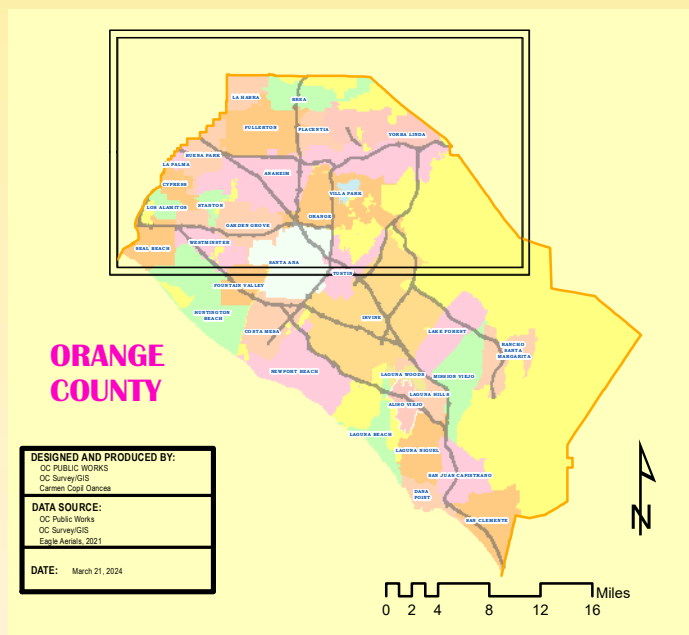 LA HABRA
BREA
FULLERTON
PLACENTIA
YORBA LINDA
BUENA PARK
LA PALMA
ANAHEIM
CYPRESS
VILLA PARK
LOS ALAMITOS
STANTON
ORANGE
GARDEN GROVE
WESTMINSTER
SEAL BEACH
SANTA ANA
TUSTIN
FOUNTAIN VALLEY
HUNTINGTON
BEACH
IRVINE
COSTA MESA
LAKE FOREST
RANCHO
SANTA
MARGARITA
ORANGE
COUNTY
NEWPORT BEACH
LAGUNA WOODS
MISSION VIEJO
LAGUNA HILLS
ALISO VIEJO
LAGUNA BEACH
LAGUNA NIGUEL
SAN JUAN CAPISTRANO
DANA
POINT
SAN CLEMENTE
DESIGNED AND PRODUCED BY:
OC PUBLIC WORKS
OC Survey/GIS
Carmen Copil Oancea
DATA SOURCE:
OC Public Works
OC Survey/GIS
Eagle Aerials, 2021
DATE: March 21, 2024
N
Miles
0 2 4 8 12 16